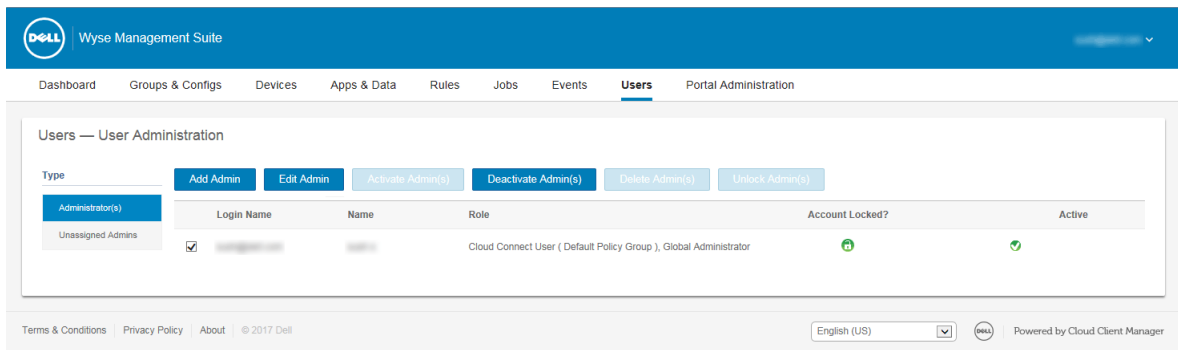 DELL
Wyse Management Suite
Dashboard Groups & Configs Devices Apps & Data Rules Jobs Events Users Portal Administration
Users — User Administration
Type
Add Admin Edit Admin Activate Admin(s) Deactivate Admin(s) Delete Admin(s) Unlock Admin(s)
Administrator(s)
Unassigned Admins
Login Name Name Role Account Locked? Active
Cloud Connect User ( Default Policy Group ), Global Administrator
Terms & Conditions Privacy Policy About © 2017 Dell
English (US)
DELL
Powered by Cloud Client Manager